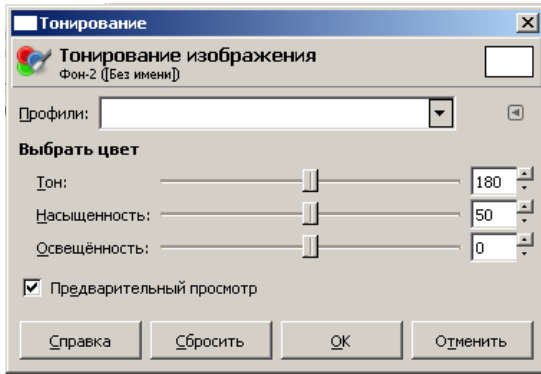 Тонирование
Тонирование изображения
Фон-2 ([Без имени])
Профили:
Выбрать цвет
Тон: 180
Насыщенность: 50
Освещённость: 0
Предварительный просмотр
Справка Сбросить OK Отменить